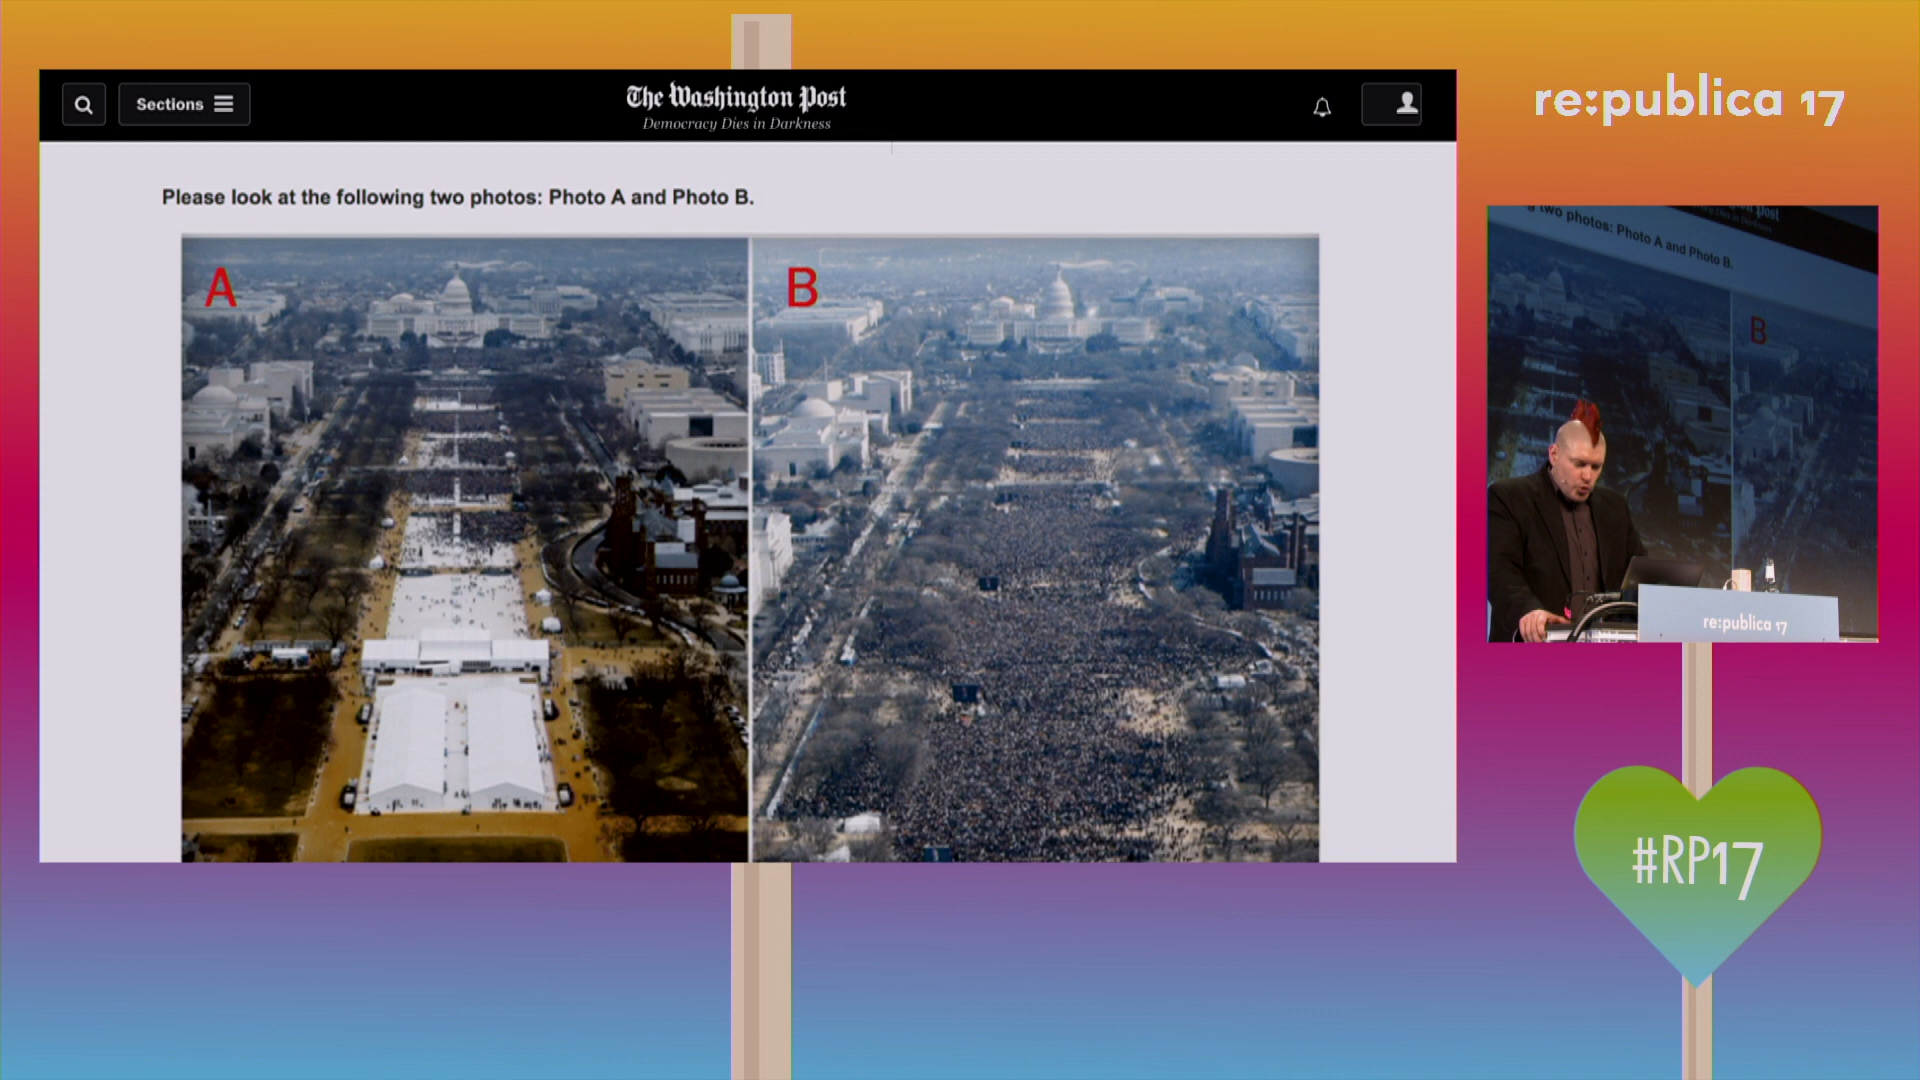 Sections
The Washington Post
Democracy Dies in Darkness
re:publica 17
Please look at the following two photos: Photo A and Photo B.
A
B
two photos: Photo A and Photo B.
B
re:publica 17
#RP17